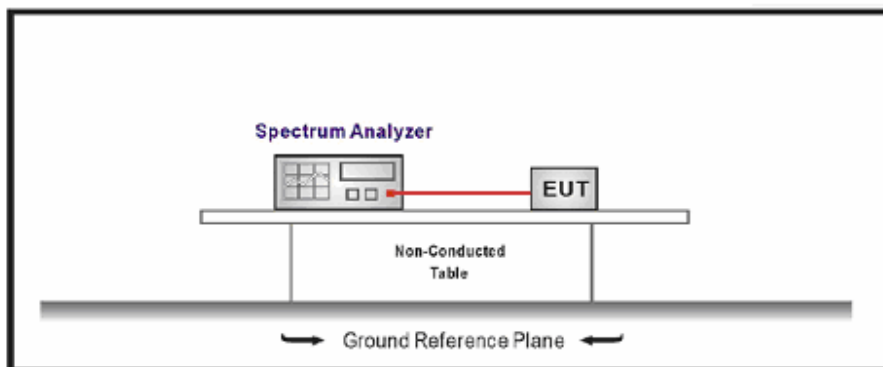 Spectrum Analyzer
EUT
Non-Conducted
Table
Ground Reference Plane